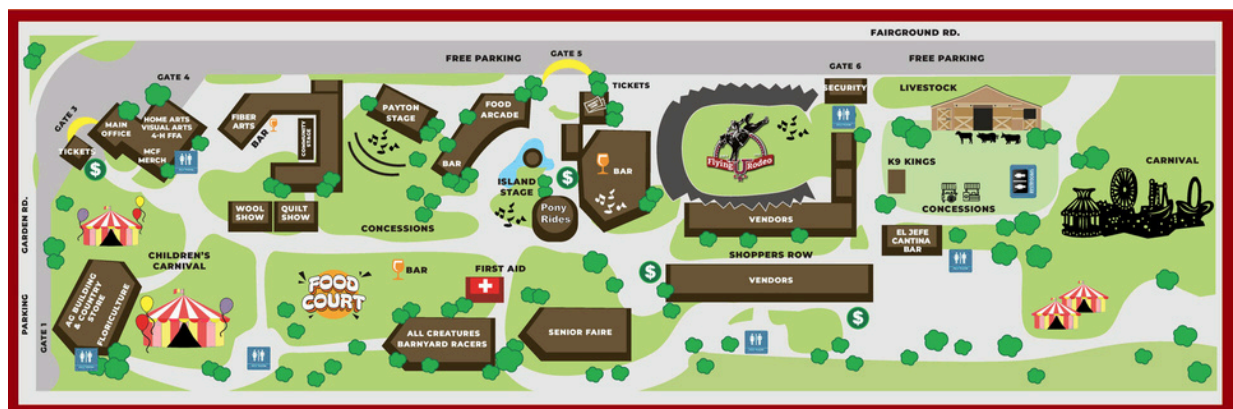 FAIRGROUND RD.
FREE PARKING
FREE PARKING
GATE 5
GATE 6
GATE 4
GATE 3
TICKETS
MAIN
OFFICE
HOME ARTS
VISUAL ARTS
4-H FFA
MCF
MERCH
TICKETS
$
FIBER
ARTS
BAR
COMMUNITY
STAGE
PAYTON
STAGE
FOOD
ARCADE
BAR
ISLAND
STAGE
$
BAR
Pony
Rides
Flying U Rodeo
SECURITY
LIVESTOCK
K9 KINGS
CONCESSIONS
CARNIVAL
WOOL
SHOW
QUILT
SHOW
CONCESSIONS
VENDORS
EL JEFE
CANTINA
BAR
SHOPPERS ROW
VENDORS
$
$
GARDEN RD.
PARKING
GATE 1
CHILDREN'S
CARNIVAL
AG BUILDING
& COUNTRY
STORE
FLORICULTURE
FOOD
COURT
BAR
FIRST AID
ALL CREATURES
BARNYARD RACERS
SENIOR FAIRE